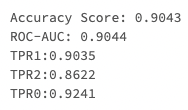 Accuracy Score: 0.9043
ROC-AUC: 0.9044
TPR1:0.9035
TPR2:0.8622
TPR0:0.9241